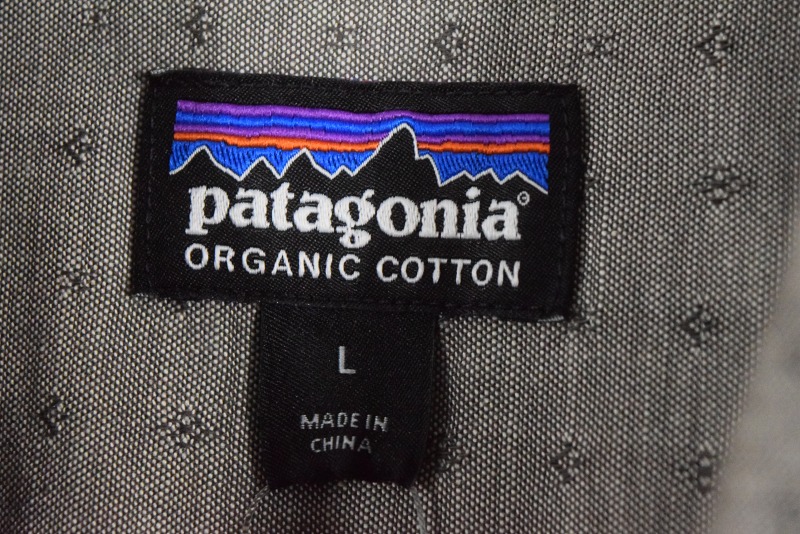 patagonia®
ORGANIC COTTON
L
MADE IN
CHINA